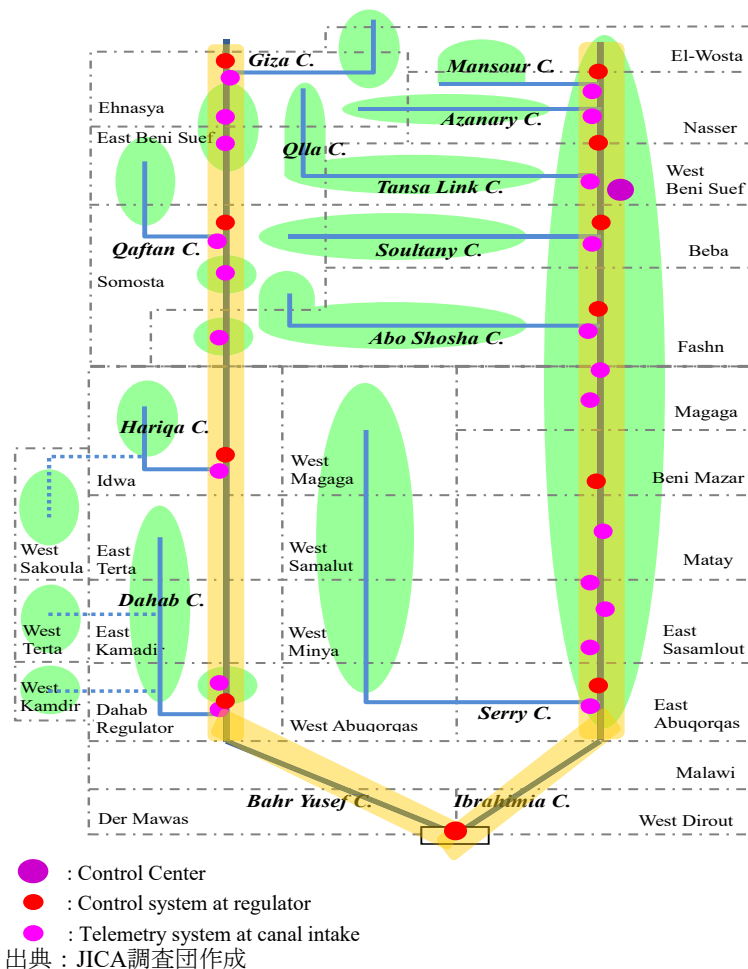 Giza C.
El-Wosta
Mansour C.
Ehnasya
Azanary C.
Nasser
East Beni Suef
Qlla C.
West
Beni Suef
Tansa Link C.
Qaftan C.
Soultany C.
Beba
Somosta
Abo Shosha C.
Fashn
Magaga
Hariqa C.
West
Magaga
Idwa
Beni Mazar
West
Sakoula
East
Terta
West
Samalut
Matay
Dahab C.
West
Terta
East
Kamadir
West
Minya
East
Sasamlout
West
Kamdir
Dahab
Regulator
West Abuqorqas
Serry C.
East
Abuqorqas
Malawi
Bahr Yusef C.
Ibrahimia C.
Der Mawas
West Dirout
: Control Center
: Control system at regulator
: Telemetry system at canal intake
出典：JICA調査団作成